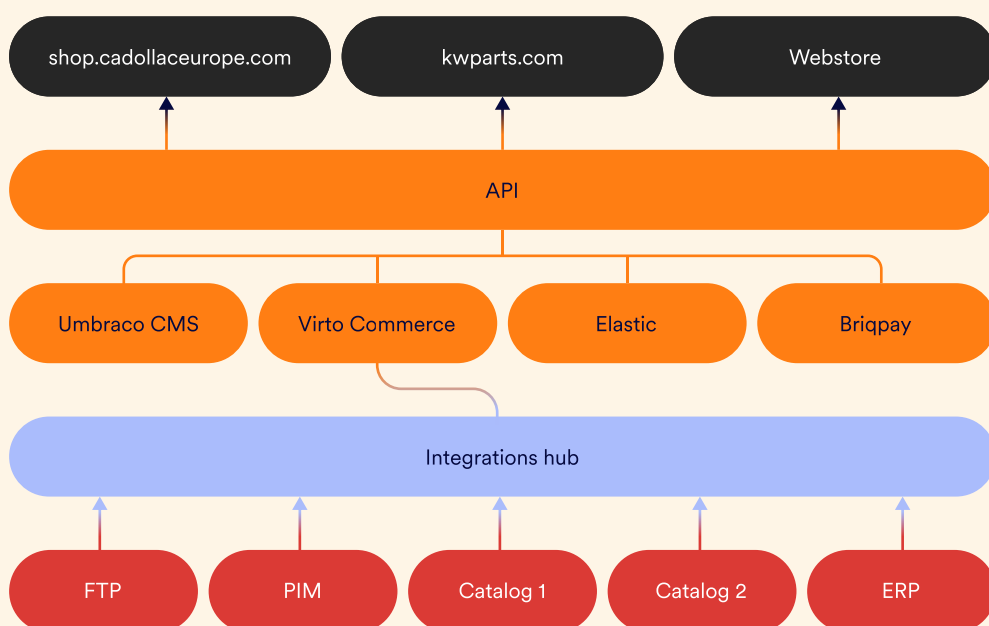 shop.cadollaceurope.com
kwparts.com
Webstore
API
Umbraco CMS
Virto Commerce
Elastic
Briqpay
Integrations hub
FTP
PIM
Catalog 1
Catalog 2
ERP